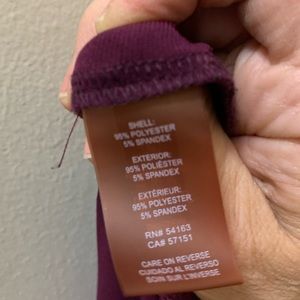 SHELL:
95% POLYESTER
5% SPANDEX
EXTERIOR:
95% POLIÉSTER
5% SPANDEX
EXTÉRIEUR:
95% POLYESTER
5% SPANDEX
RN# 54163
CA# 57151
CARE ON REVERSE
CUIDADO AL REVERSO
SOIN SUR L'INVERSE